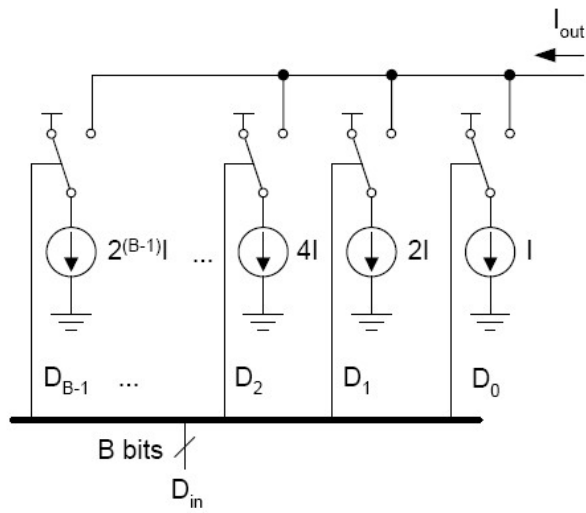 I_out
2^(B-1)I ... 4I 2I I
D_B-1 ... D_2 D_1 D_0
B bits
D_in